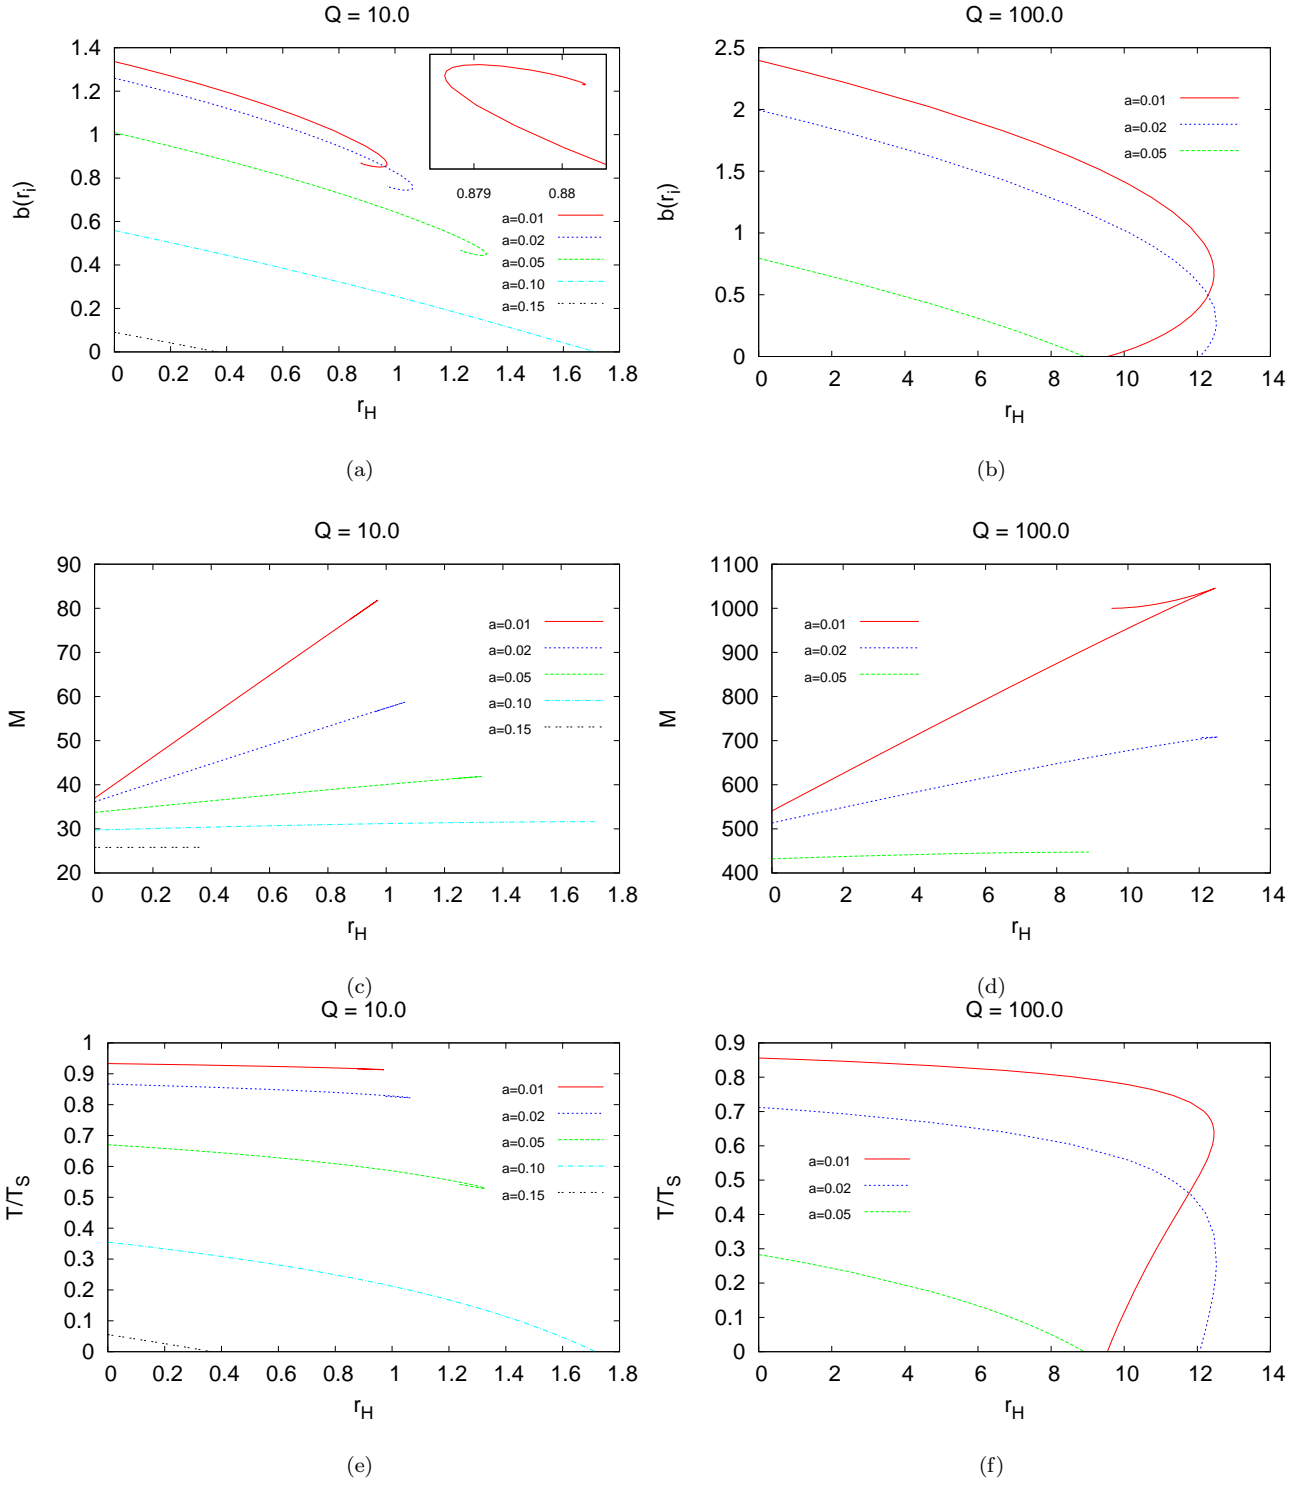 Q = 10.0
b(r_i)
1.4
1.2
1
0.8
0.6
0.4
0.2
0
0.879 0.88
a=0.01
a=0.02
a=0.05
a=0.10
a=0.15
0 0.2 0.4 0.6 0.8 1 1.2 1.4 1.6 1.8
r_H
(a)
Q = 100.0
b(r_i)
2.5
2
1.5
1
0.5
0
a=0.01
a=0.02
a=0.05
0 2 4 6 8 10 12 14
r_H
(b)
Q = 10.0
M
90
80
70
60
50
40
30
20
a=0.01
a=0.02
a=0.05
a=0.10
a=0.15
0 0.2 0.4 0.6 0.8 1 1.2 1.4 1.6 1.8
r_H
(c)
Q = 100.0
M
1100
1000
900
800
700
600
500
400
a=0.01
a=0.02
a=0.05
0 2 4 6 8 10 12 14
r_H
(d)
Q = 10.0
T/T_S
1
0.9
0.8
0.7
0.6
0.5
0.4
0.3
0.2
0.1
0
a=0.01
a=0.02
a=0.05
a=0.10
a=0.15
0 0.2 0.4 0.6 0.8 1 1.2 1.4 1.6 1.8
r_H
(e)
Q = 100.0
T/T_S
0.9
0.8
0.7
0.6
0.5
0.4
0.3
0.2
0.1
0
a=0.01
a=0.02
a=0.05
0 2 4 6 8 10 12 14
r_H
(f)